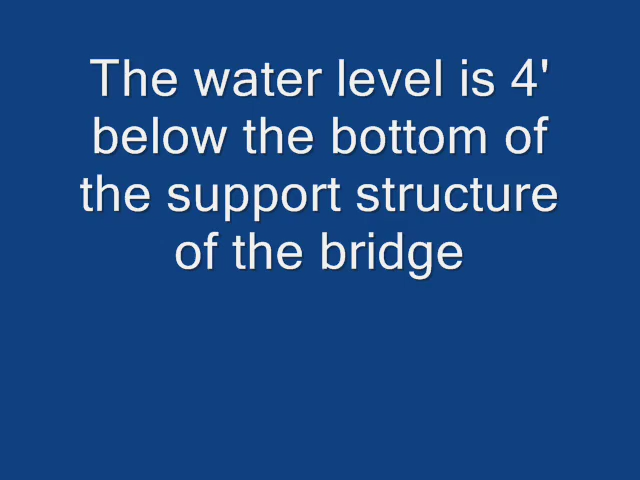 The water level is 4'
below the bottom of
the support structure
of the bridge